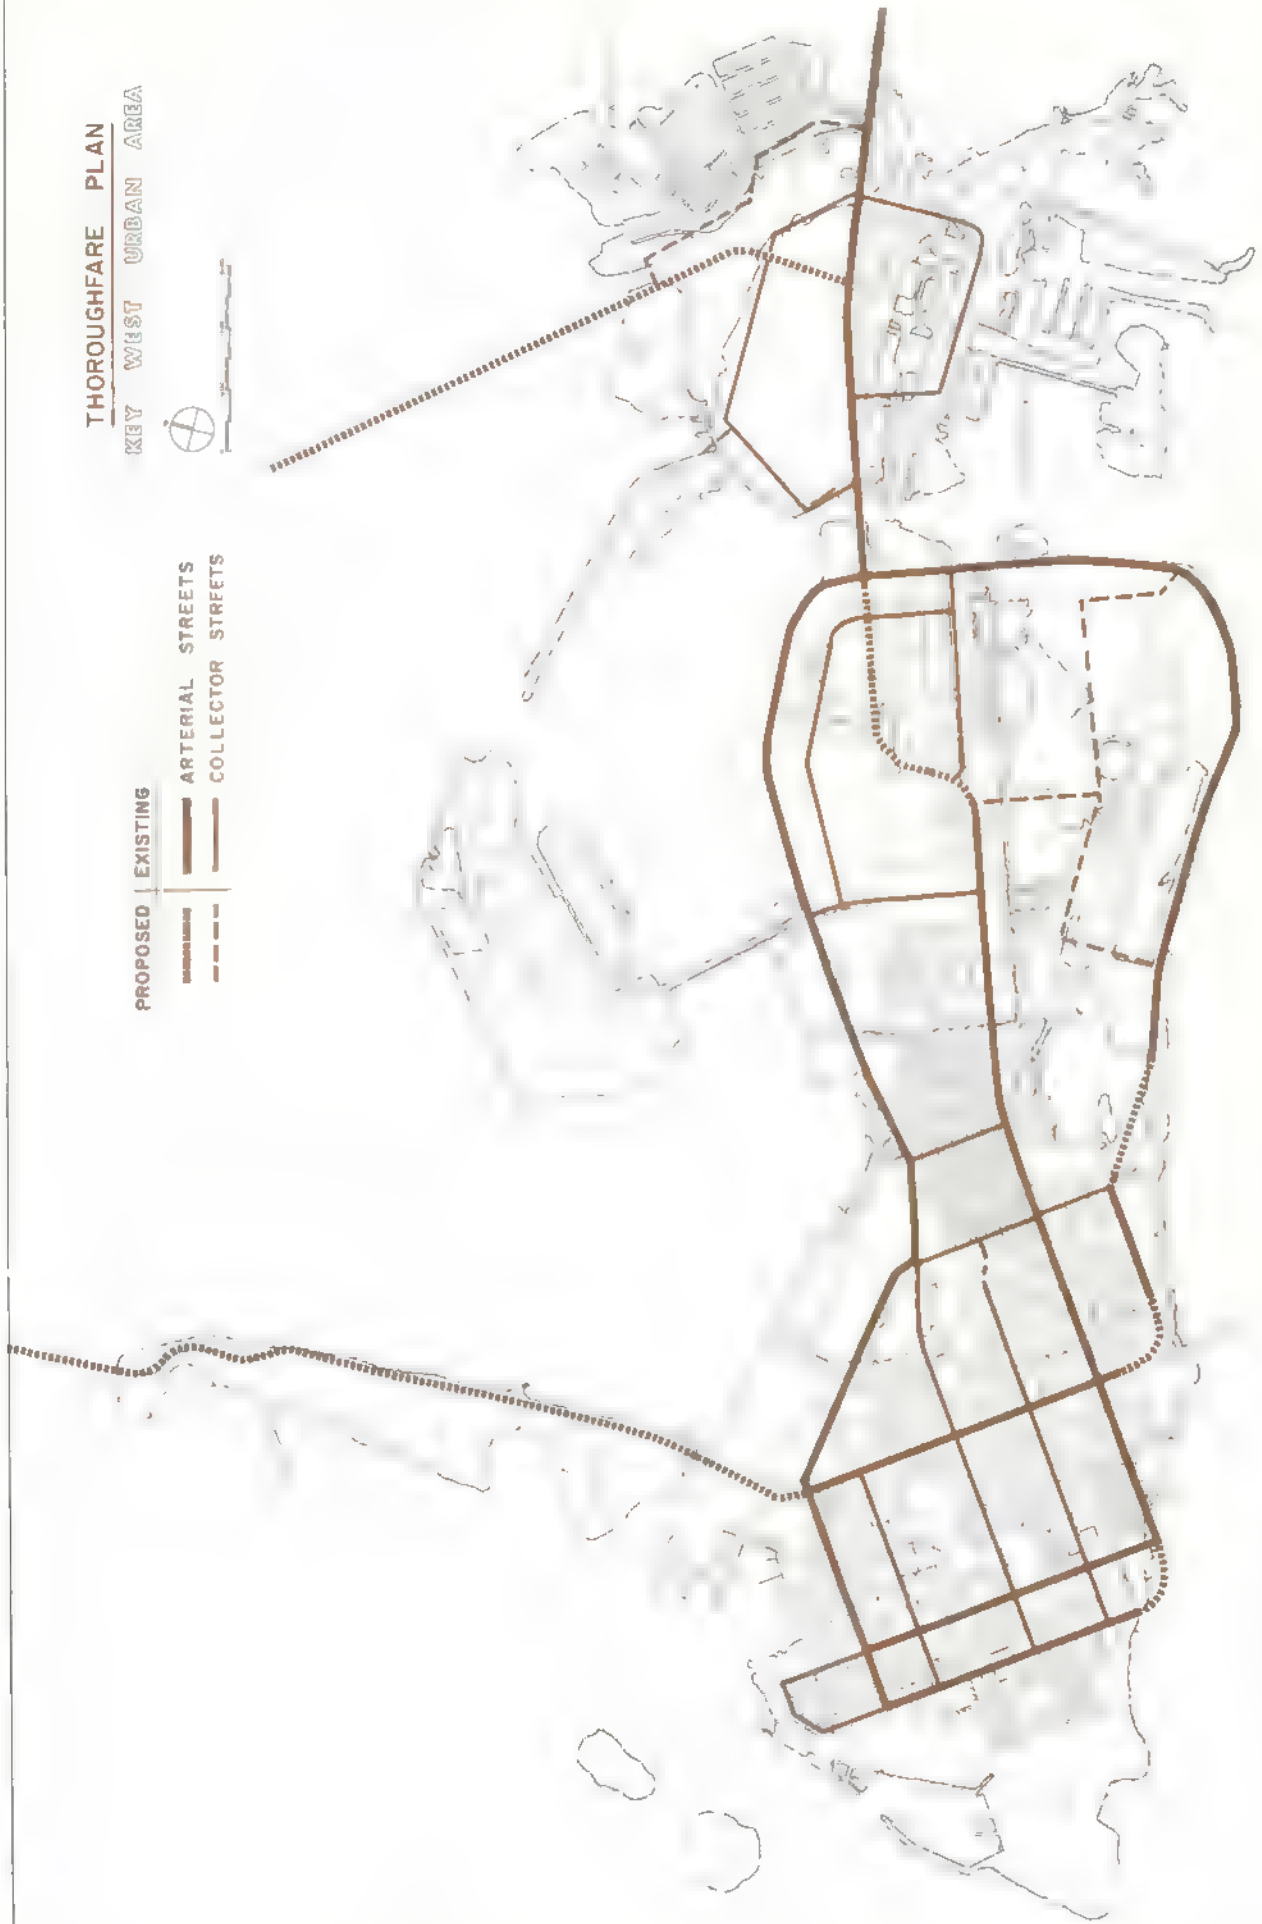 THOROUGHFARE PLAN
KEY WEST URBAN AREA
PROPOSED EXISTING
ARTERIAL STREETS
COLLECTOR STREETS